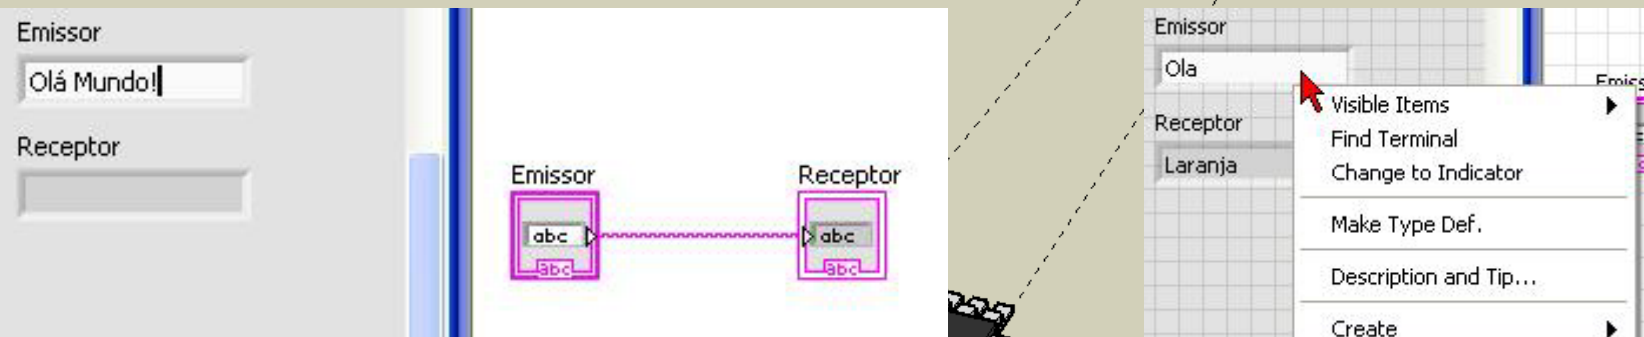 Emissor
Olá Mundo!
Receptor
Emissor
Receptor
abc
abc
abc
abc
Emissor
Ola
Receptor
Laranja
Visible Items
Find Terminal
Change to Indicator
Make Type Def.
Description and Tip...
Create